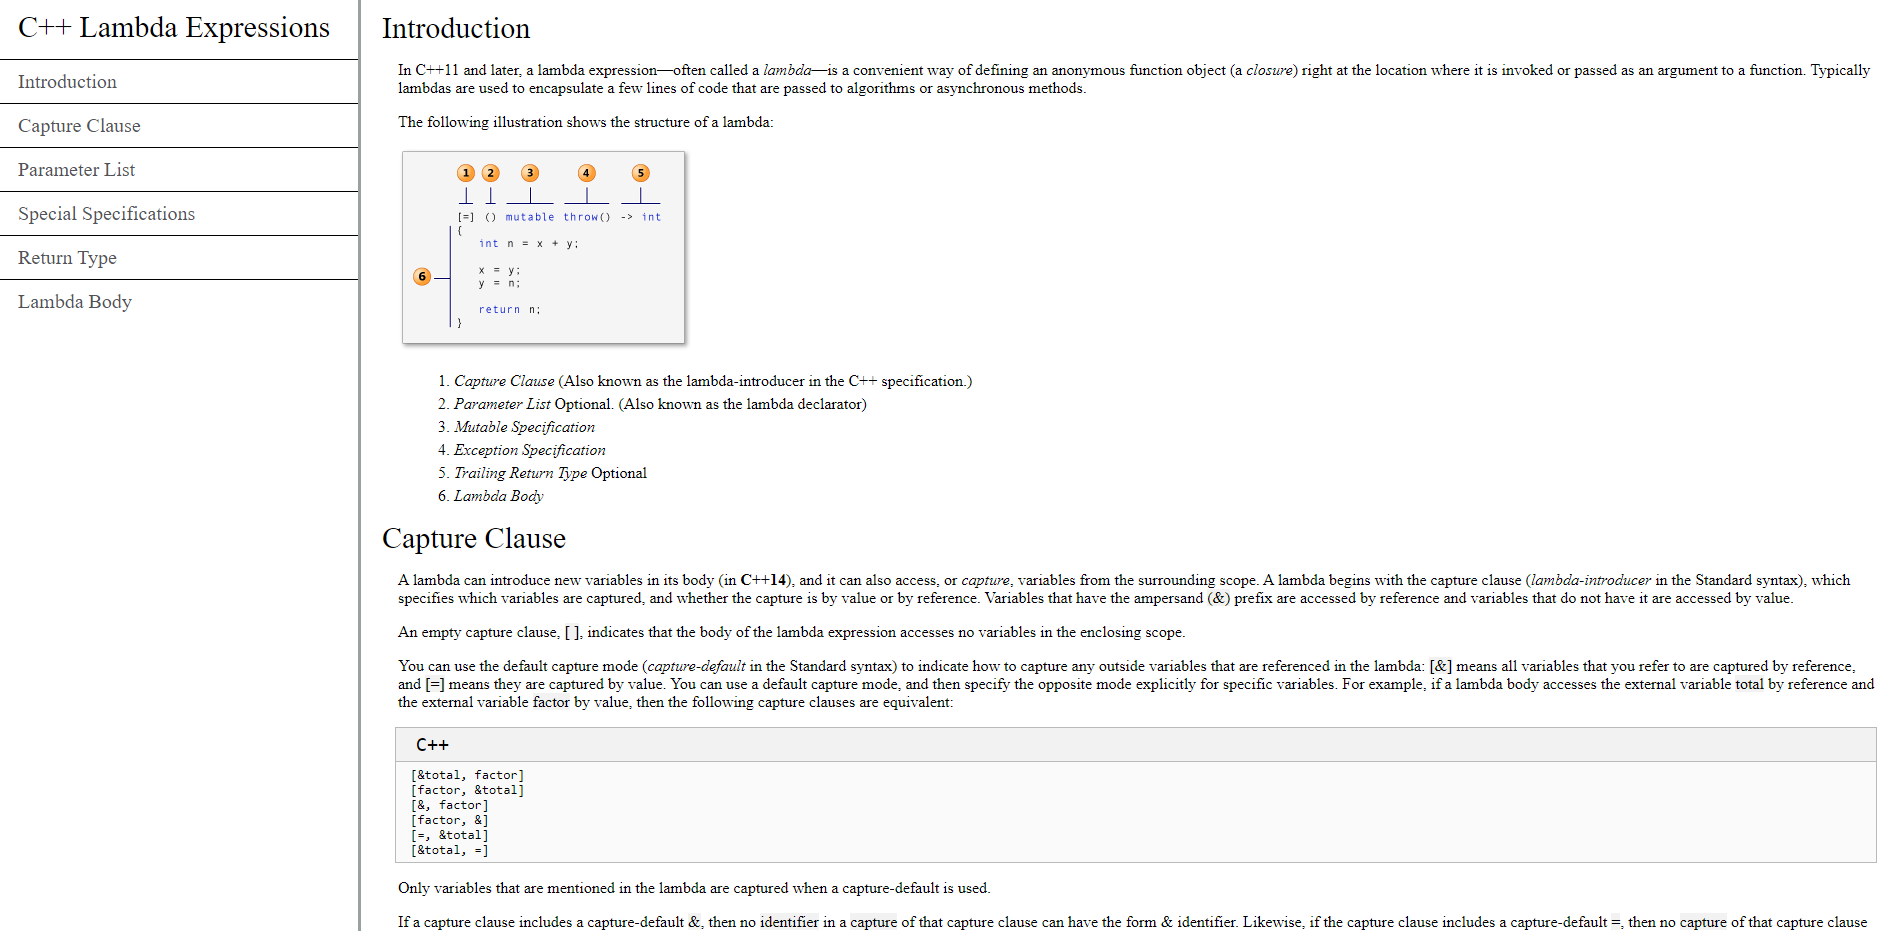 C++ Lambda Expressions
Introduction
Capture Clause
Parameter List
Special Specifications
Return Type
Lambda Body
Introduction
In C++11 and later, a lambda expression—often called a lambda—is a convenient way of defining an anonymous function object (a closure) right at the location where it is invoked or passed as an argument to a function. Typically
lambdas are used to encapsulate a few lines of code that are passed to algorithms or asynchronous methods.
The following illustration shows the structure of a lambda:
1 2 3 4 5
[=] () mutable throw() -> int
{
int n = x + y;
x = y;
6
y = n;
return n;
}
1. Capture Clause (Also known as the lambda-introducer in the C++ specification.)
2. Parameter List Optional. (Also known as the lambda declarator)
3. Mutable Specification
4. Exception Specification
5. Trailing Return Type Optional
6. Lambda Body
Capture Clause
A lambda can introduce new variables in its body (in C++14), and it can also access, or capture, variables from the surrounding scope. A lambda begins with the capture clause (lambda-introducer in the Standard syntax), which
specifies which variables are captured, and whether the capture is by value or by reference. Variables that have the ampersand (&) prefix are accessed by reference and variables that do not have it are accessed by value.
An empty capture clause, [ ], indicates that the body of the lambda expression accesses no variables in the enclosing scope.
You can use the default capture mode (capture-default in the Standard syntax) to indicate how to capture any outside variables that are referenced in the lambda: [&] means all variables that you refer to are captured by reference,
and [=] means they are captured by value. You can use a default capture mode, and then specify the opposite mode explicitly for specific variables. For example, if a lambda body accesses the external variable total by reference and
the external variable factor by value, then the following capture clauses are equivalent:
C++
[&total, factor]
[factor, &total]
[&, factor]
[factor, &]
[=, &total]
[&total, =]
Only variables that are mentioned in the lambda are captured when a capture-default is used.
If a capture clause includes a capture-default &, then no identifier in a capture of that capture clause can have the form & identifier. Likewise, if the capture clause includes a capture-default =, then no capture of that capture clause